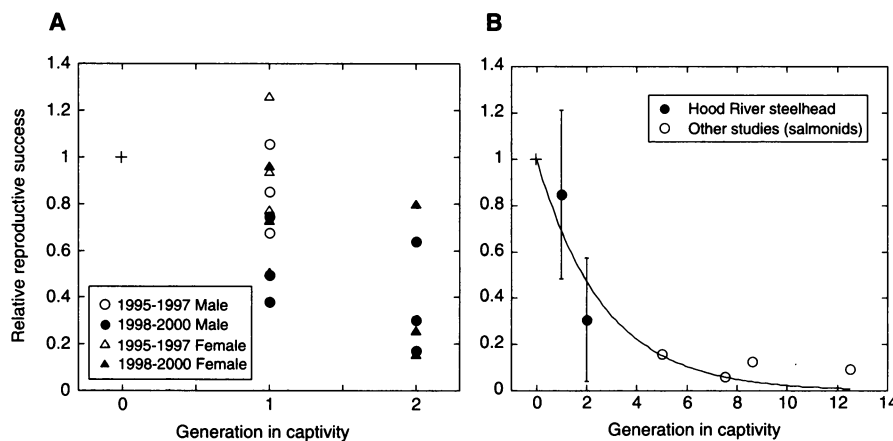 A
Relative reproductive success
1.4
1.2
1
0.8
0.6
0.4
0.2
0
0
1
2
Generation in captivity
1995-1997 Male
1998-2000 Male
1995-1997 Female
1998-2000 Female
B
1.4
1.2
1.0
0.8
0.6
0.4
0.2
0
0
2
4
6
8
10
12
14
Generation in captivity
Hood River steelhead
Other studies (salmonids)